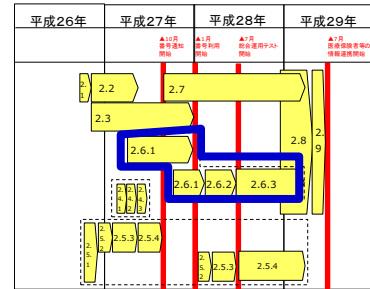 平成26年 平成27年 平成28年 平成29年
▲10月
番号通知
開始
▲1月
番号利用
開始
▲7月
総合運用テスト
開始
▲7月
医療保険者等の
情報連携開始
2.1
2.2
2.7
2.3
2.8
2.9
2.6.1
2.6.1
2.6.2
2.6.3
2.4.1
2.4.2
2.4.3
2.5.1
2.5.2
2.5.3
2.5.4
2.5.2
2.5.3
2.5.4